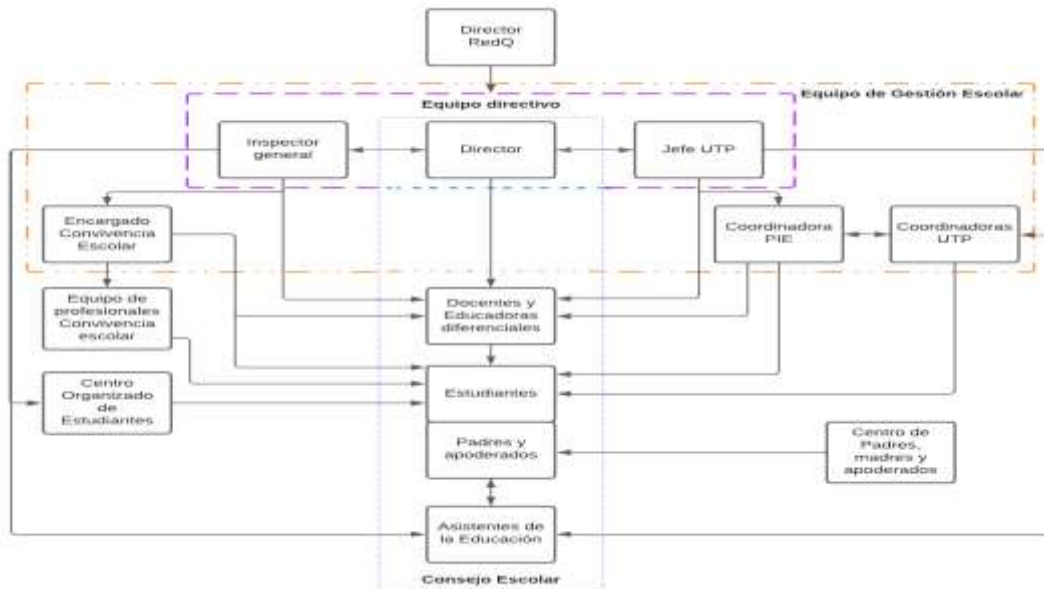 Director
RedQ
Equipo de Gestión Escolar
Equipo directivo
Inspector
general
Director
Jefe UTP
Encargado
Convivencia
Escolar
Coordinadora
PIE
Coordinadoras
UTP
Equipo de
profesionales
Convivencia
escolar
Docentes y
Educadoras
diferenciales
Centro
Organizado
de
Estudiantes
Estudiantes
Padres y
apoderados
Centro de
Padres,
madres y
apoderados
Asistentes de
la Educación
Consejo Escolar